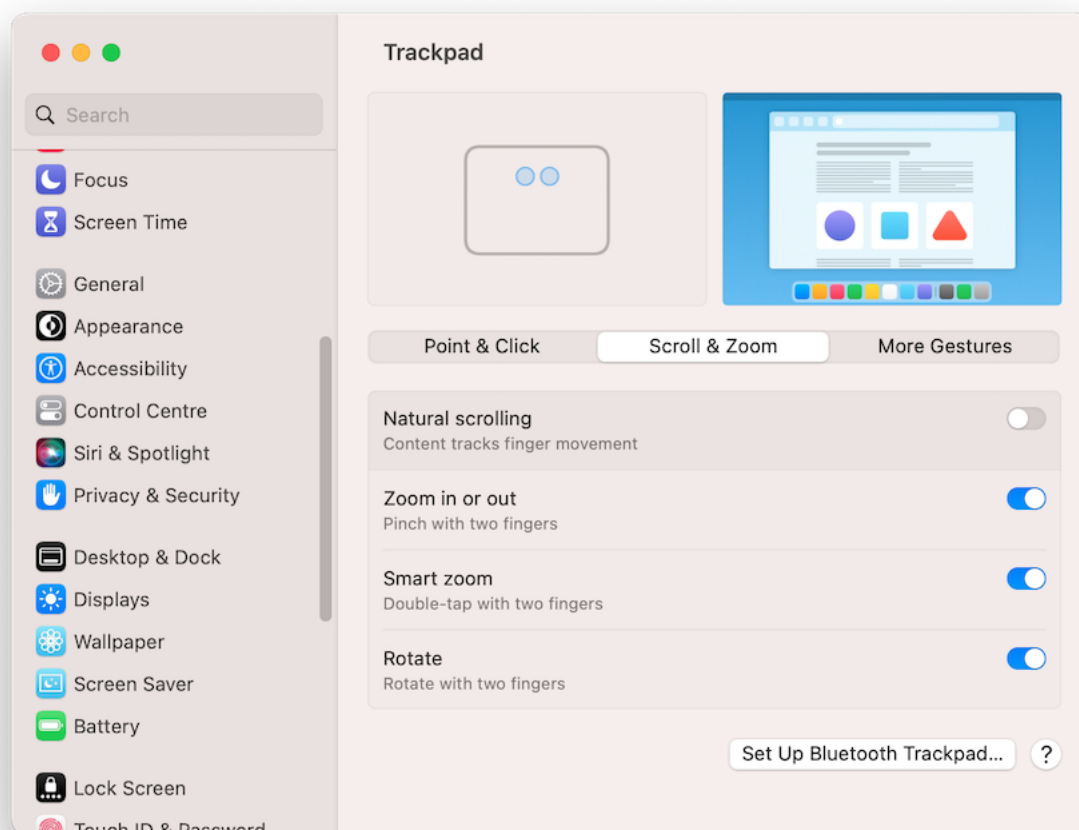 Trackpad
Search
Focus
Screen Time
General
Appearance
Accessibility
Control Centre
Siri & Spotlight
Privacy & Security
Desktop & Dock
Displays
Wallpaper
Screen Saver
Battery
Lock Screen
Touch ID & Password
Point & Click
Scroll & Zoom
More Gestures
Natural scrolling
Content tracks finger movement
Zoom in or out
Pinch with two fingers
Smart zoom
Double-tap with two fingers
Rotate
Rotate with two fingers
Set Up Bluetooth Trackpad...
?